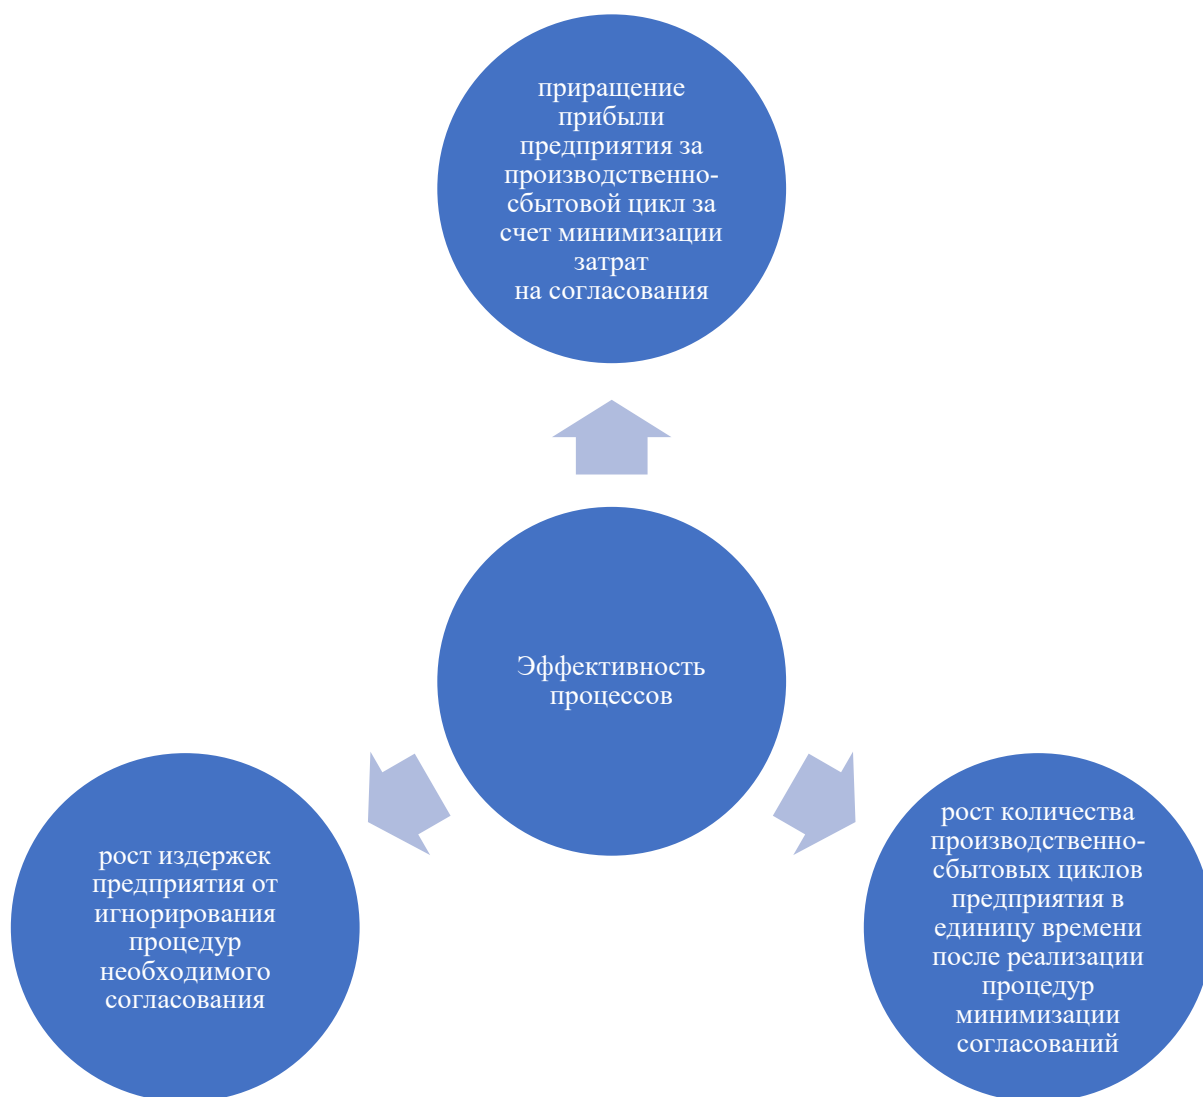 приращение
прибыли
предприятия за
производственно-
сбытовой цикл за
счет минимизации
затрат
на согласования
Эффективность
процессов
рост издержек
предприятия от
игнорирования
процедур
необходимого
согласования
рост количества
производственно-
сбытовых циклов
предприятия в
единицу времени
после реализации
процедур
минимизации
согласований